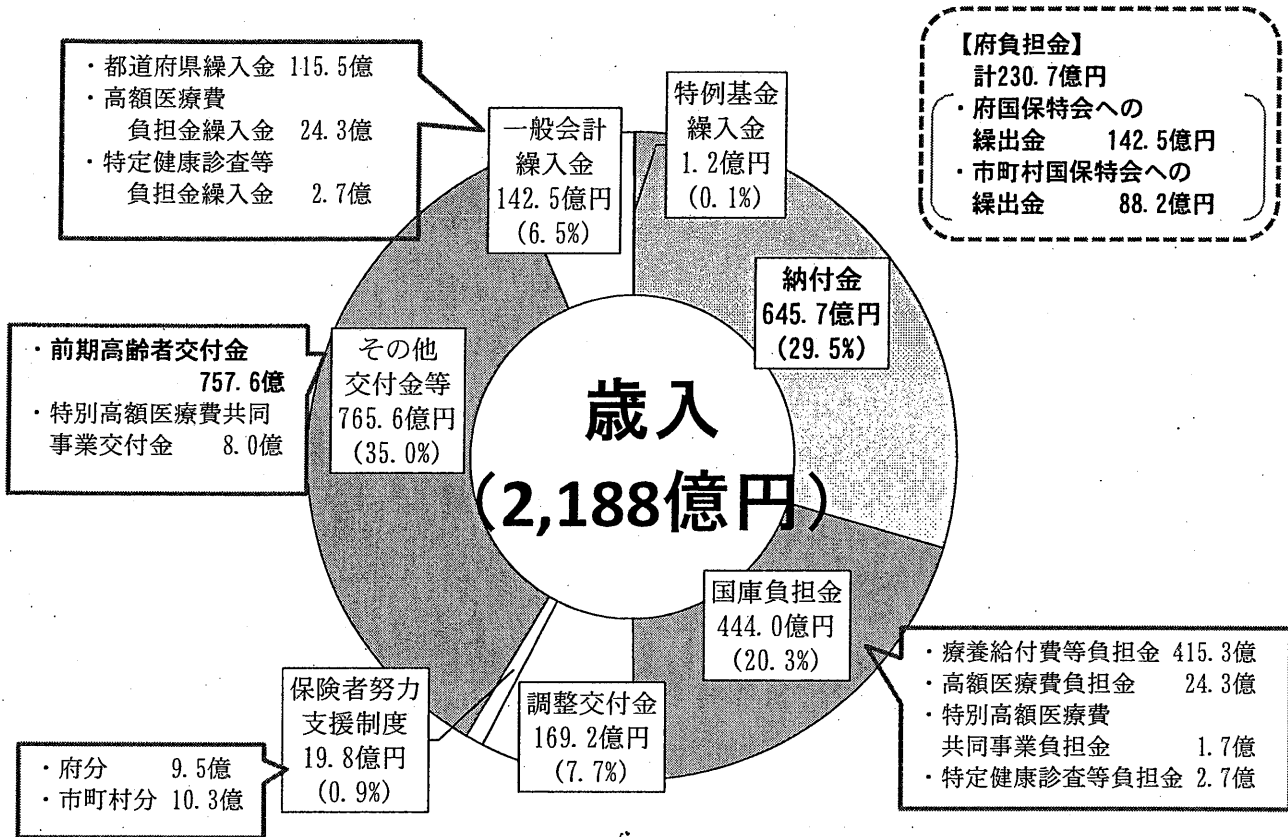 ・都道府県繰入金 115.5億
・高額医療費
負担金繰入金 24.3億
・特定健康診査等
負担金繰入金 2.7億
一般会計
繰入金
142.5億円
(6.5%)
特例基金
繰入金
1.2億円
(0.1%)
【府負担金】
計230.7億円
・府国保特会への
繰出金 142.5億円
・市町村国保特会への
繰出金 88.2億円
納付金
645.7億円
(29.5%)
・前期高齢者交付金
757.6億
・特別高額医療費共同
事業交付金 8.0億
その他
交付金等
765.6億円
(35.0%)
歳入
(2,188億円)
国庫負担金
444.0億円
(20.3%)
・療養給付費等負担金 415.3億
・高額医療費負担金 24.3億
・特別高額医療費
共同事業負担金 1.7億
・特定健康診査等負担金 2.7億
調整交付金
169.2億円
(7.7%)
保険者努力
支援制度
19.8億円
(0.9%)
・府分 9.5億
・市町村分 10.3億